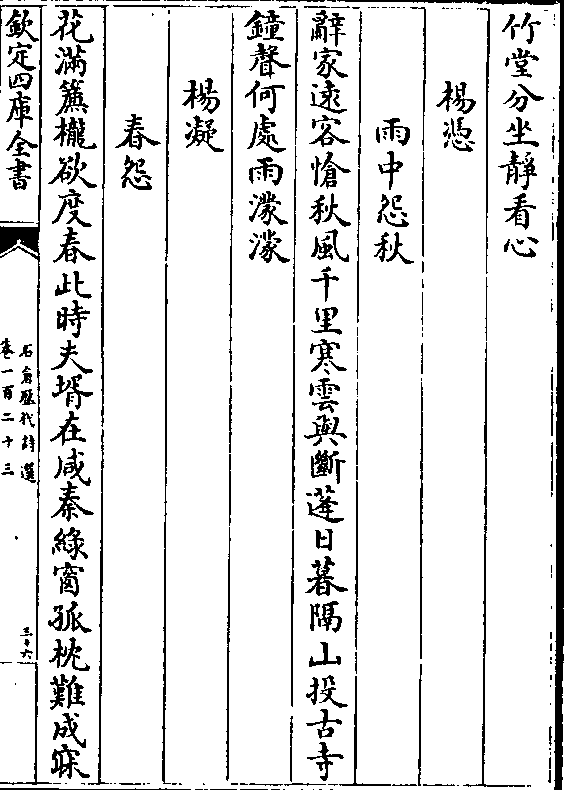 竹堂分坐靜看心
楊憑
雨中怨秋
辭家遠客愴秋風千里寒雲與斷蓬日暮隔山投古寺
鐘聲何處雨濛濛
楊凝
春怨
花滿簾櫳欲度春此時夫壻在咸秦綠窗孤枕難成寐
欽定四庫全書
石倉歷代詩選
卷一百二十三
三十六